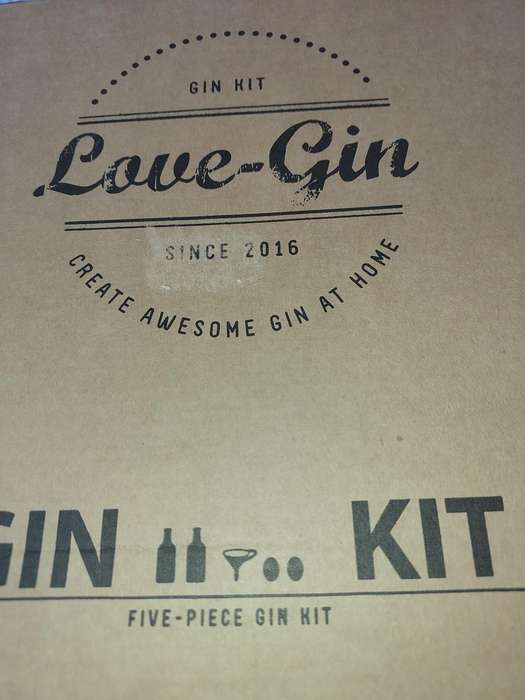 GIN KIT
Love-Gin
SINCE 2016
CREATE AWESOME GIN AT HOME
GIN KIT
FIVE-PIECE GIN KIT